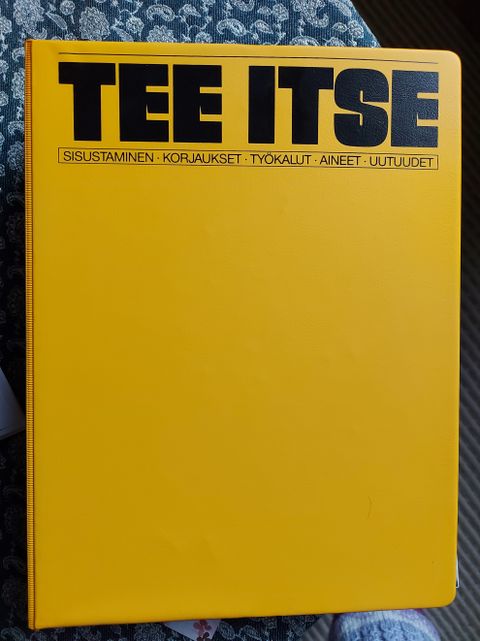 TEE ITSE
SISUSTAMINEN · KORJAUKSET · TYÖKALUT · AINEET · UUTUUDET